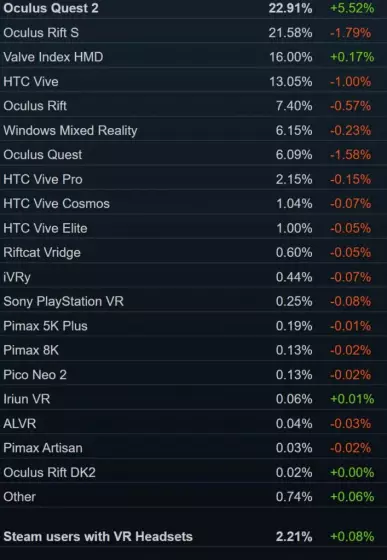 Oculus Quest 2 22.91% +5.52%
Oculus Rift S 21.58% -1.79%
Valve Index HMD 16.00% +0.17%
HTC Vive 13.05% -1.00%
Oculus Rift 7.40% -0.57%
Windows Mixed Reality 6.15% -0.23%
Oculus Quest 6.09% -1.58%
HTC Vive Pro 2.15% -0.15%
HTC Vive Cosmos 1.04% -0.07%
HTC Vive Elite 1.00% -0.05%
Riftcat Vridge 0.60% -0.05%
iVRy 0.44% -0.07%
Sony PlayStation VR 0.25% -0.08%
Pimax 5K Plus 0.19% -0.01%
Pimax 8K 0.13% -0.02%
Pico Neo 2 0.13% -0.02%
Iriun VR 0.06% +0.01%
ALVR 0.04% -0.03%
Pimax Artisan 0.03% -0.02%
Oculus Rift DK2 0.02% +0.00%
Other 0.74% +0.06%
Steam users with VR Headsets 2.21% +0.08%